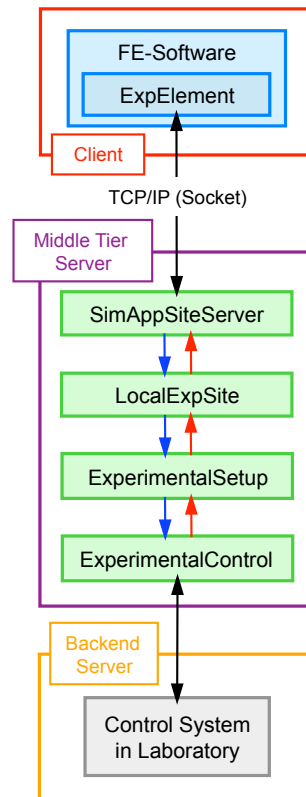 FE-Software
ExpElement
Client
TCP/IP (Socket)
Middle Tier
Server
SimAppSiteServer
LocalExpSite
ExperimentalSetup
ExperimentalControl
Backend
Server
Control System
in Laboratory